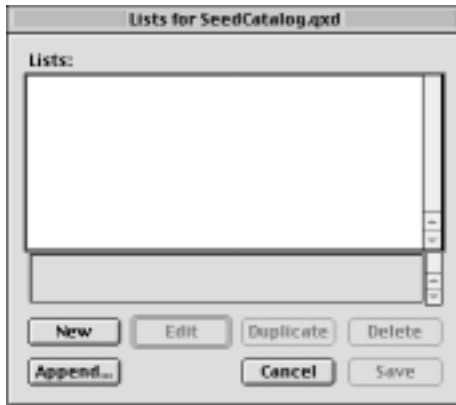 Lists for SeedCatalog.qxd
Lists:
New Edit Duplicate Delete
Append... Cancel Save